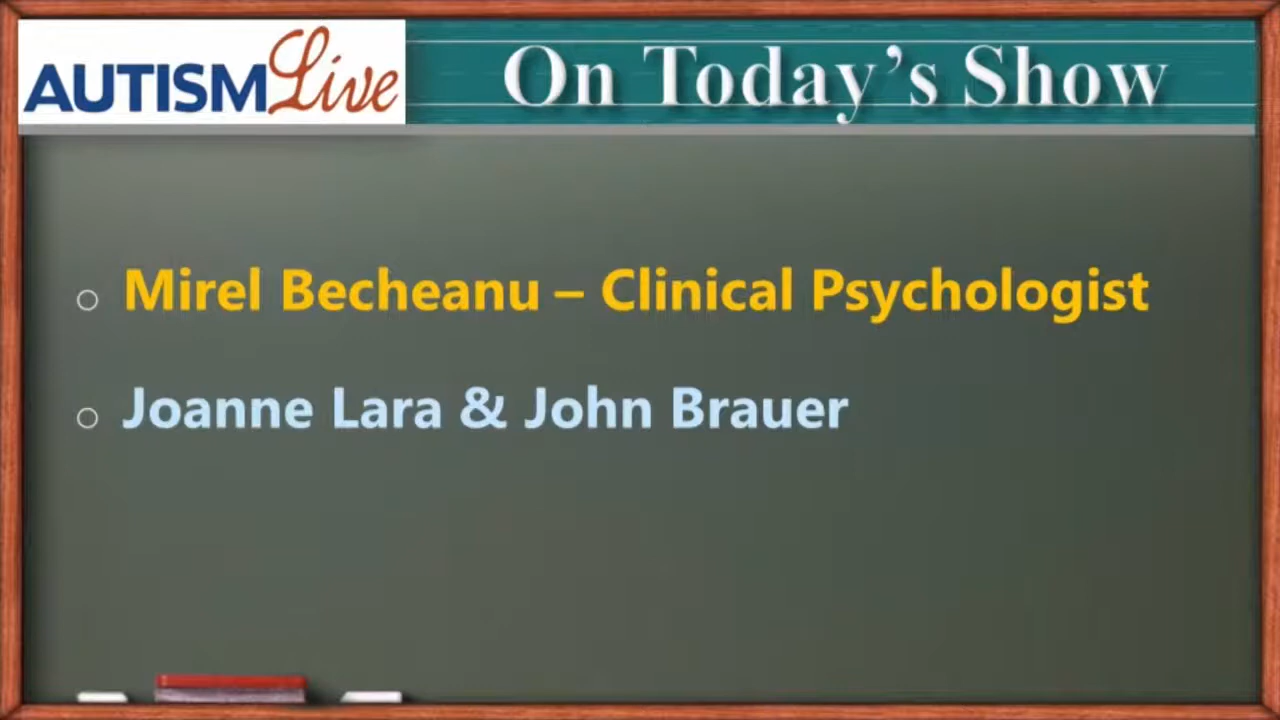 AUTISM Live
On Today's Show
Mirel Becheanu – Clinical Psychologist
Joanne Lara & John Brauer